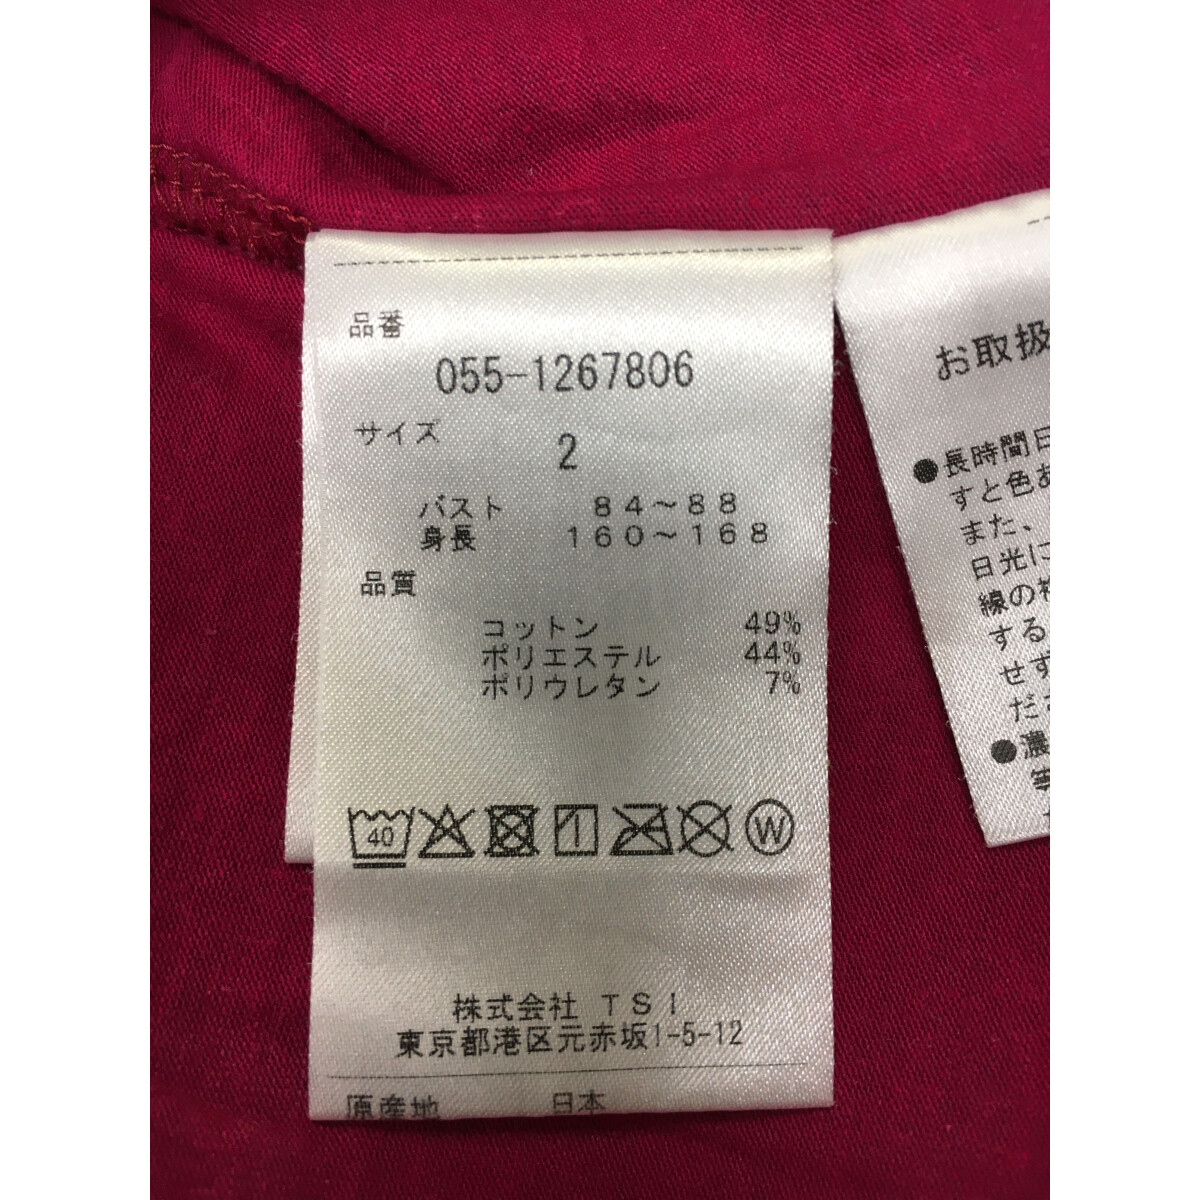 品番
055-1267806
サイズ
2
バスト 84～88
身長 160～168
品質
コットン 49%
ポリエステル 44%
ポリウレタン 7%
40
W
株式会社 TSI
東京都港区元赤坂1-5-12
原産地 日本
お取扱
●長時間日
すと色あ
また、
日光に
線の
する
せず
ださ
●濃
等